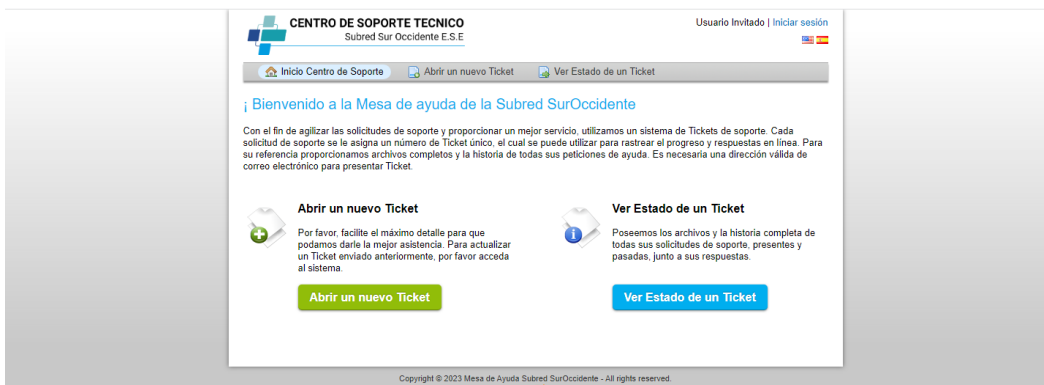 CENTRO DE SOPORTE TECNICO
Subred Sur Occidente E.S.E
Usuario Invitado | Iniciar sesión
Inicio Centro de Soporte
Abrir un nuevo Ticket
Ver Estado de un Ticket
¡ Bienvenido a la Mesa de ayuda de la Subred SurOccidente
Con el fin de agilizar las solicitudes de soporte y proporcionar un mejor servicio, utilizamos un sistema de Tickets de soporte. Cada
solicitud de soporte se le asigna un número de Ticket único, el cual se puede utilizar para rastrear el progreso y respuestas en línea. Para
su referencia proporcionamos archivos completos y la historia de todas sus peticiones de ayuda. Es necesaria una dirección válida de
correo electrónico para presentar Ticket.
Abrir un nuevo Ticket
Por favor, facilite el máximo detalle para que
podamos darle la mejor asistencia. Para actualizar
un Ticket enviado anteriormente, por favor acceda
al sistema.
Abrir un nuevo Ticket
Ver Estado de un Ticket
Poseemos los archivos y la historia completa de
todas sus solicitudes de soporte, presentes y
pasadas, junto a sus respuestas.
Ver Estado de un Ticket
Copyright © 2023 Mesa de Ayuda Subred SurOccidente - All rights reserved.